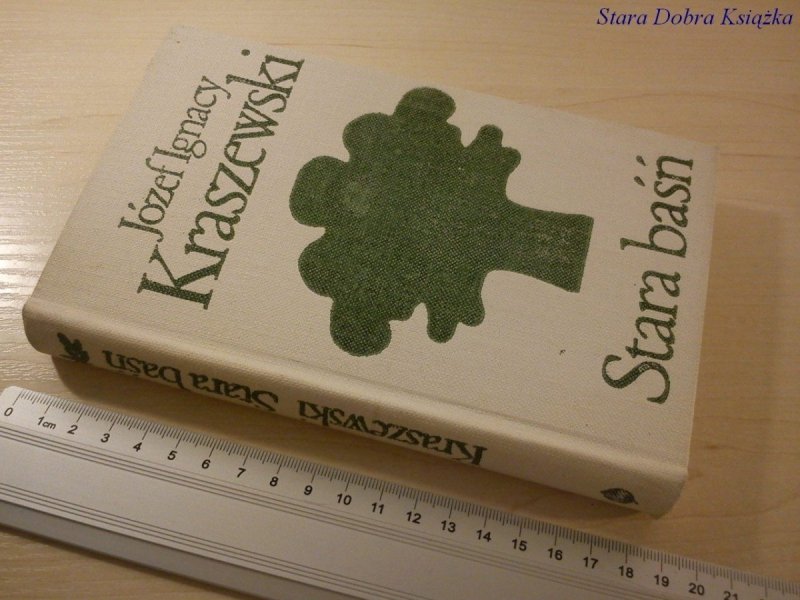 Stara Dobra Książka
Józef Ignacy
Kraszewski
Stara baśń
Kraszewski Stara baśń
0 1cm 2 3 4 5 6 7 8 9 10 11 12 13 14 15 16 17 18 19 20 21